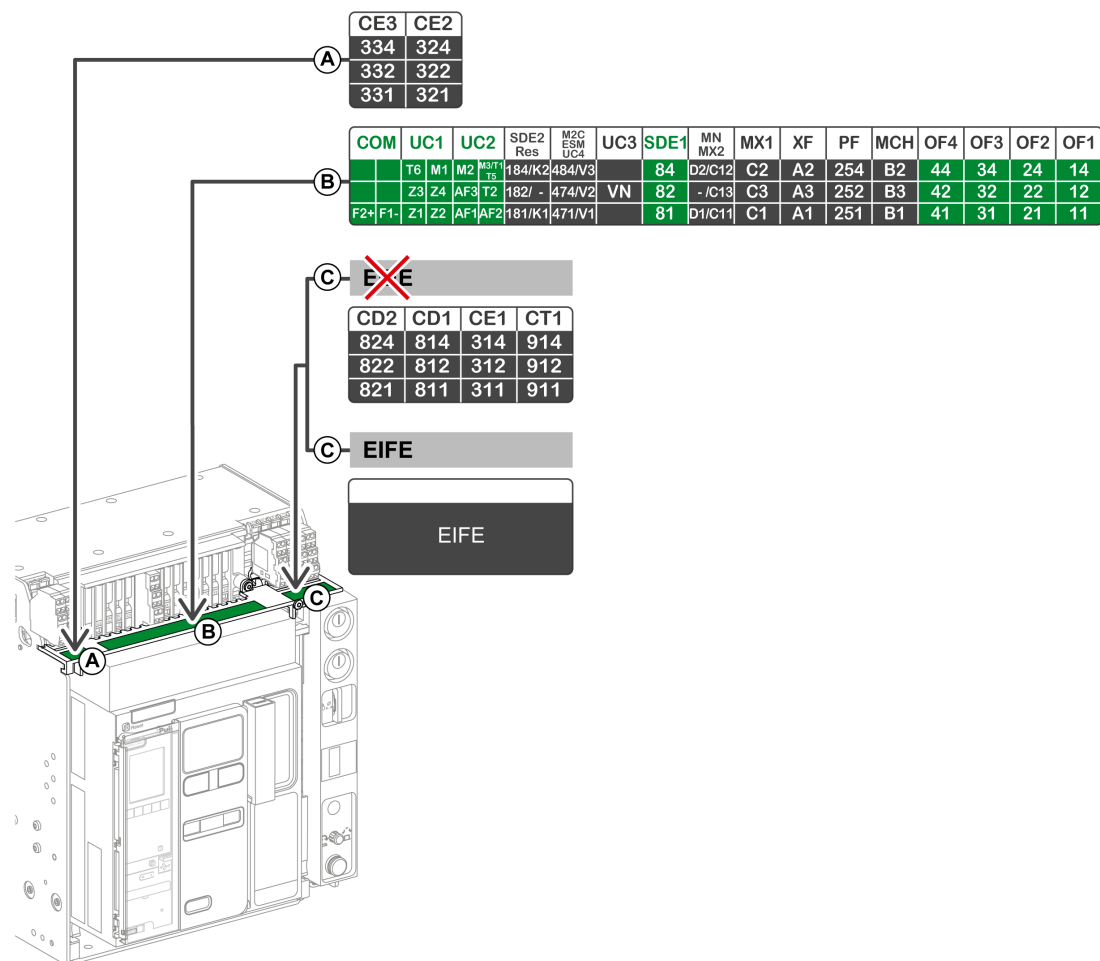 CE3 CE2
334 324
332 322
331 321
A
COM UC1 UC2 SDE2 Res M2C ESM UC4 UC3 SDE1 MN MX2 MX1 XF PF MCH OF4 OF3 OF2 OF1
T6 M1 M2 M3/T1 T5 184/K2 484/V3 84 D2/C12 C2 A2 254 B2 44 34 24 14
Z3 Z4 AF3 T2 182/ - 474/V2 VN 82 - /C13 C3 A3 252 B3 42 32 22 12
F2+ F1- Z1 Z2 AF1 AF2 181/K1 471/V1 81 D1/C11 C1 A1 251 B1 41 31 21 11
B
C
CD2 CD1 CE1 CT1
824 814 314 914
822 812 312 912
821 811 311 911
C EIFE
EIFE
C
B
A
Pull